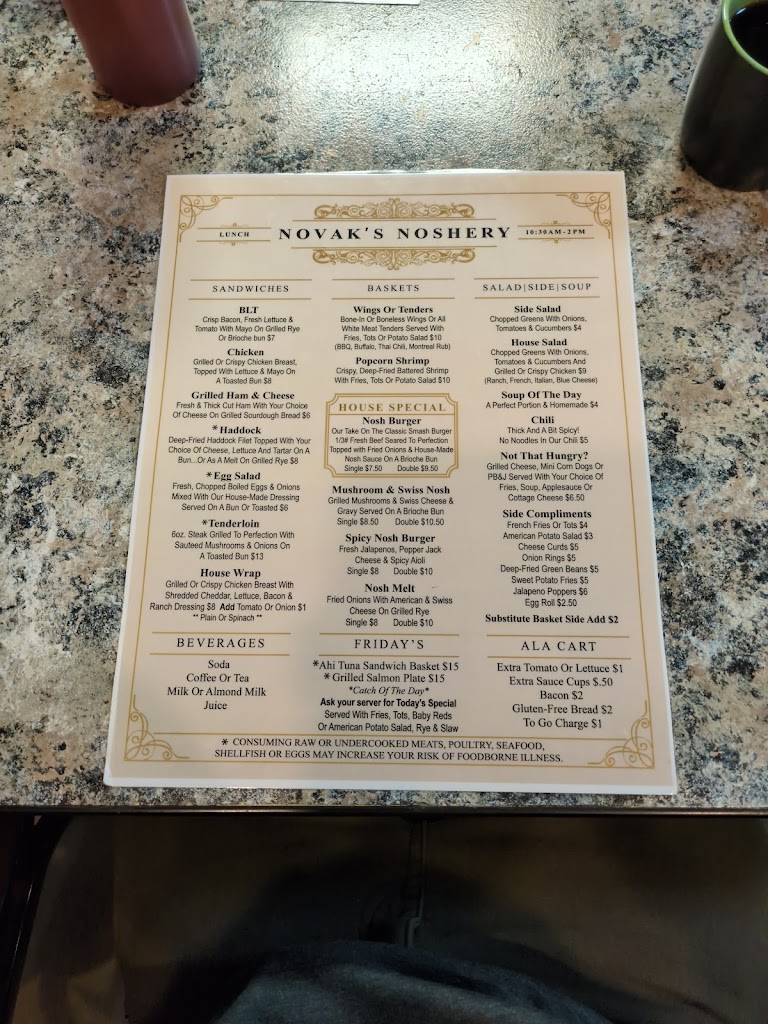 LUNCH
NOVAK'S NOSHERY
10:30AM-2PM
SANDWICHES
BLT
Crisp Bacon, Fresh Lettuce &
Tomato With Mayo On Grilled Rye
Or Brioche bun $7
Chicken
Grilled Or Crispy Chicken Breast,
Topped With Lettuce & Mayo On
A Toasted Bun $8
Grilled Ham & Cheese
Fresh & Thick Cut Ham With Your Choice
Of Cheese On Grilled Sourdough Bread $6
*Haddock
Deep-Fried Haddock Filet Topped With Your
Choice Of Cheese, Lettuce And Tartar On A
Bun...Or As A Melt On Grilled Rye $8
*Egg Salad
Fresh, Chopped Boiled Eggs & Onions
Mixed With Our House-Made Dressing
Served On A Bun Or Toasted $6
*Tenderloin
6oz. Steak Grilled To Perfection With
Sauteed Mushrooms & Onions On
A Toasted Bun $13
House Wrap
Grilled Or Crispy Chicken Breast With
Shredded Cheddar, Lettuce, Bacon &
Ranch Dressing $8 Add Tomato Or Onion $1
** Plain Or Spinach **
BASKETS
Wings Or Tenders
Bone-In Or Boneless Wings Or All
White Meat Tenders Served With
Fries, Tots Or Potato Salad $10
(BBQ, Buffalo, Thai Chili, Montreal Rub)
Popcorn Shrimp
Crispy, Deep-Fried Battered Shrimp
With Fries, Tots Or Potato Salad $10
HOUSE SPECIAL
Nosh Burger
Our Take On The Classic Smash Burger
1/3# Fresh Beef Seared To Perfection
Topped with Fried Onions & House-Made
Nosh Sauce On A Brioche Bun
Single $7.50 Double $9.50
Mushroom & Swiss Nosh
Grilled Mushrooms & Swiss Cheese &
Gravy Served On A Brioche Bun
Single $8.50 Double $10.50
Spicy Nosh Burger
Fresh Jalapenos, Pepper Jack
Cheese & Spicy Aioli
Single $8 Double $10
Nosh Melt
Fried Onions With American & Swiss
Cheese On Grilled Rye
Single $8 Double $10
SALAD|SIDE|SOUP
Side Salad
Chopped Greens With Onions,
Tomatoes & Cucumbers $4
House Salad
Chopped Greens With Onions,
Tomatoes & Cucumbers And
Grilled Or Crispy Chicken $9
(Ranch, French, Italian, Blue Cheese)
Soup Of The Day
A Perfect Portion & Homemade $4
Chili
Thick And A Bit Spicy!
No Noodles In Our Chili $5
Not That Hungry?
Grilled Cheese, Mini Corn Dogs Or
PB&J Served With Your Choice Of
Fries, Soup, Applesauce Or
Cottage Cheese $6.50
Side Compliments
French Fries Or Tots $4
American Potato Salad $3
Cheese Curds $5
Onion Rings $5
Deep-Fried Green Beans $5
Sweet Potato Fries $5
Jalapeno Poppers $6
Egg Roll $2.50
Substitute Basket Side Add $2
BEVERAGES
Soda
Coffee Or Tea
Milk Or Almond Milk
Juice
FRIDAY'S
*Ahi Tuna Sandwich Basket $15
* Grilled Salmon Plate $15
*Catch Of The Day*
Ask your server for Today's Special
Served With Fries, Tots, Baby Reds
Or American Potato Salad, Rye & Slaw
ALA CART
Extra Tomato Or Lettuce $1
Extra Sauce Cups $.50
Bacon $2
Gluten-Free Bread $2
To Go Charge $1
* CONSUMING RAW OR UNDERCOOKED MEATS, POULTRY, SEAFOOD,
SHELLFISH OR EGGS MAY INCREASE YOUR RISK OF FOODBORNE ILLNESS.